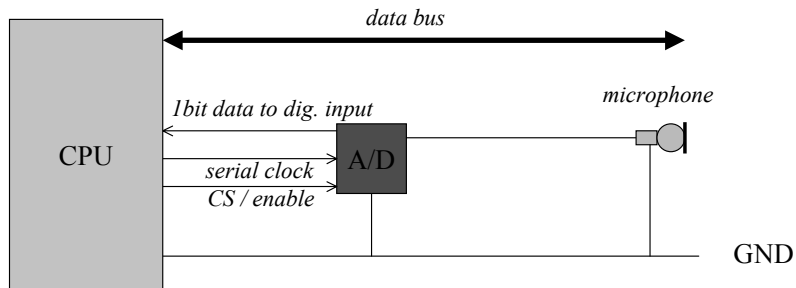 data bus
1bit data to dig. input
microphone
CPU
A/D
serial clock
CS / enable
GND